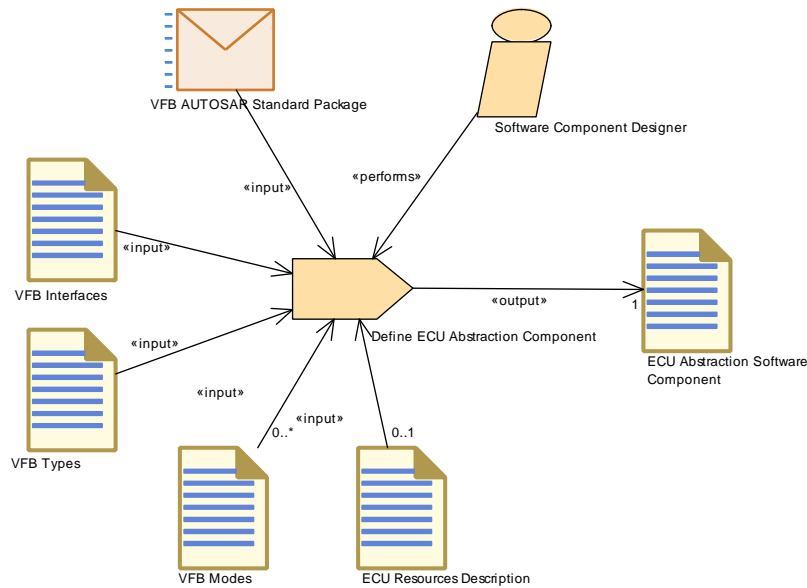 VFB AUTOSAR Standard Package
Software Component Designer
«input»
«performs»
«input»
VFB Interfaces
«output»
1
Define ECU Abstraction Component
«input»
ECU Abstraction Software
Component
VFB Types
«input»
0..*
«input»
0..1
VFB Modes
ECU Resources Description